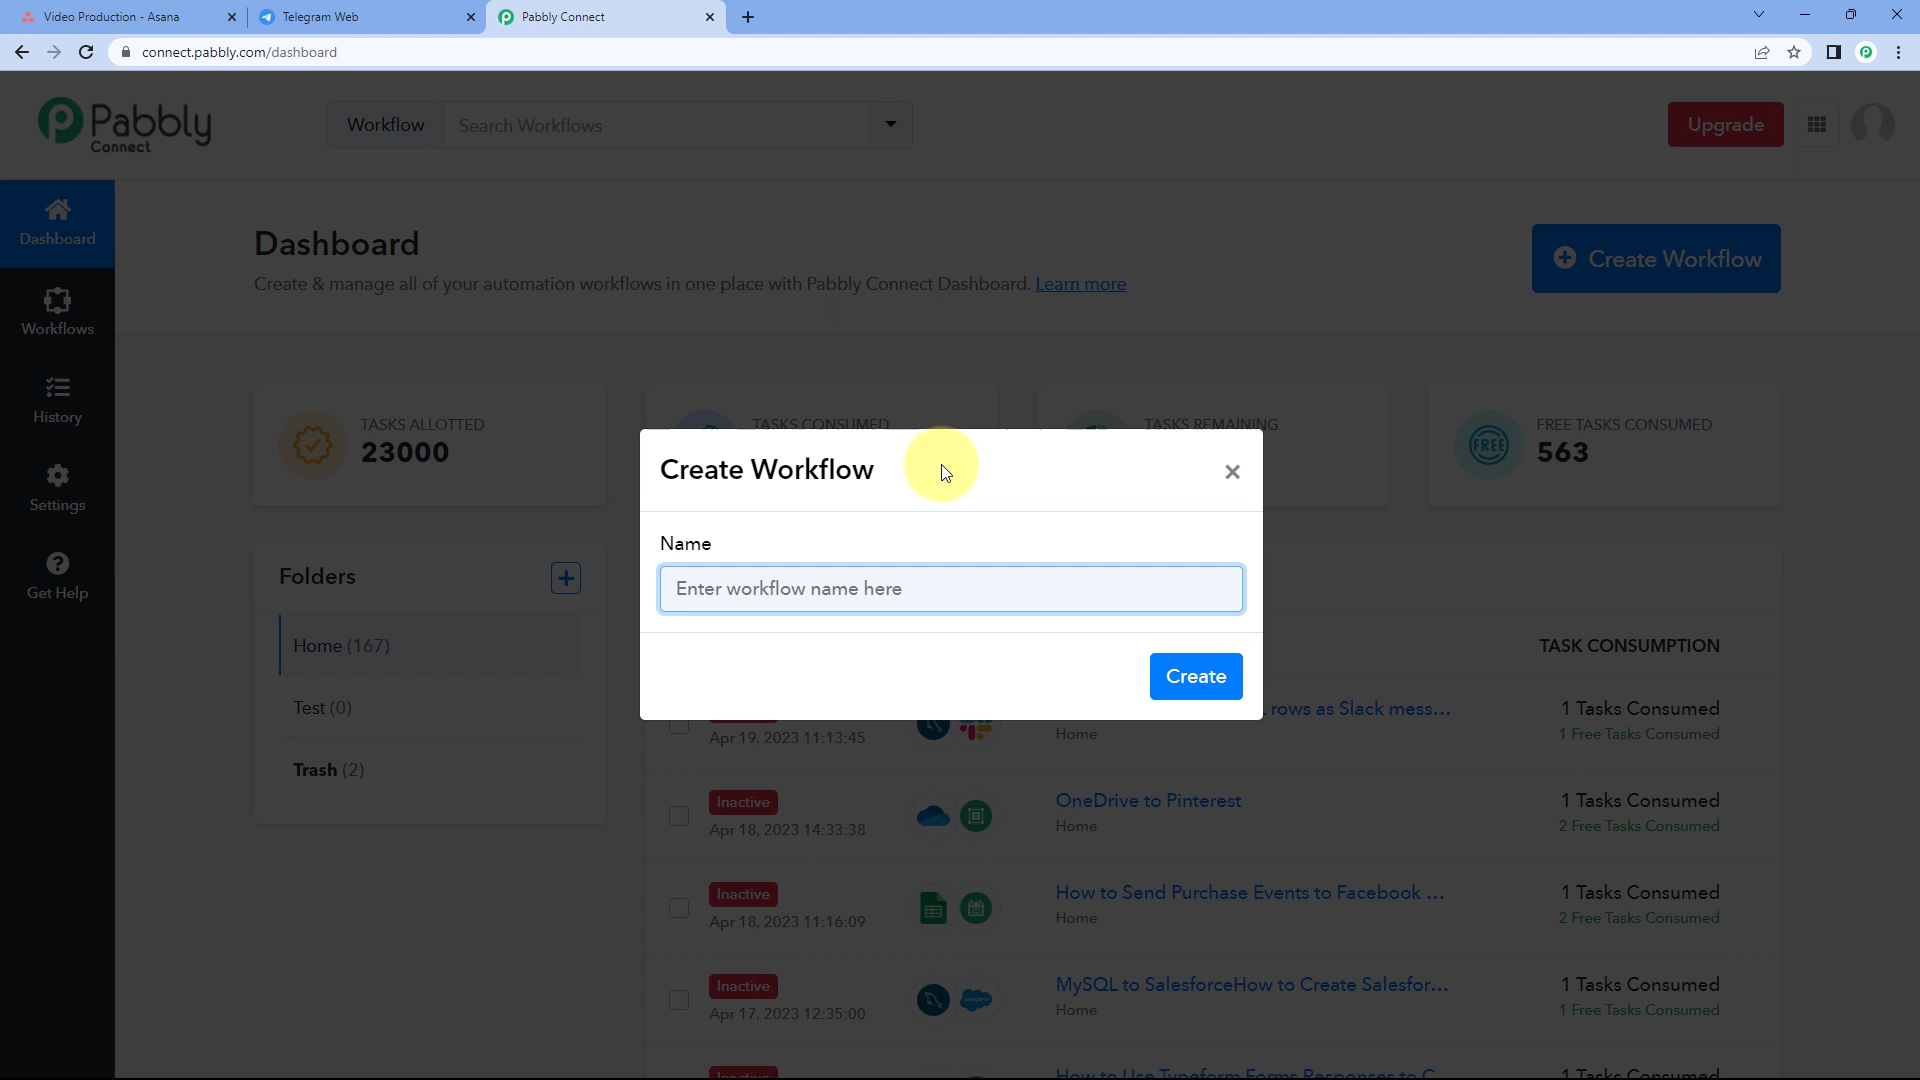 Video Production - Asana
Telegram Web
Pabbly Connect
connect.pabbly.com/dashboard
Pabbly
Connect
Workflow
Search Workflows
Upgrade
Dashboard
Workflows
History
Settings
Get Help
Dashboard
Create & manage all of your automation workflows in one place with Pabbly Connect Dashboard. Learn more
Create Workflow
TASKS ALLOTTED
23000
TASKS CONSUMED
TASKS REMAINING
FREE TASKS CONSUMED
FREE
563
Create Workflow
Name
Enter workflow name here
Create
Folders
Home (167)
Test (0)
Trash (2)
TASK CONSUMPTION
Apr 19, 2023 11:13:45
rows as Slack mess...
Home
1 Tasks Consumed
1 Free Tasks Consumed
Inactive
Apr 18, 2023 14:33:38
OneDrive to Pinterest
Home
1 Tasks Consumed
2 Free Tasks Consumed
Inactive
Apr 18, 2023 11:16:09
How to Send Purchase Events to Facebook ...
Home
1 Tasks Consumed
2 Free Tasks Consumed
Inactive
Apr 17, 2023 12:35:00
MySQL to SalesforceHow to Create Salesfor...
Home
1 Tasks Consumed
1 Free Tasks Consumed
Inactive
How to Use Typeform Forms Responses to C
1 Tasks Consumed